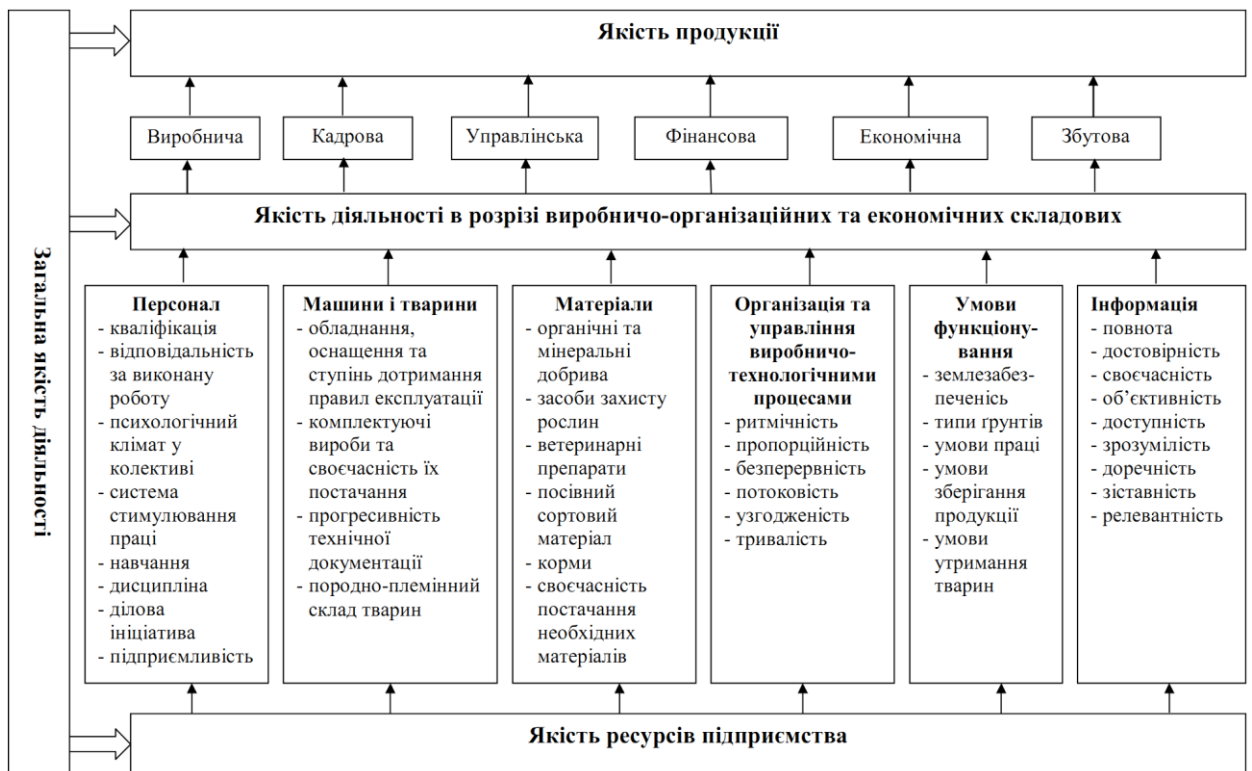 Якість продукції
Виробнича
Кадрова
Управлінська
Фінансова
Економічна
Збутова
Якість діяльності в розрізі виробничо-організаційних та економічних складових
Загальна якість діяльності
Персонал
- кваліфікація
- відповідальність
за виконану
роботу
- психологічний
клімат у
колективі
- система
стимулювання
праці
- навчання
- дисципліна
- ділова
ініціатива
- підприємливість
Машини і тварини
- обладнання,
оснащення та
ступінь дотримання
правил експлуатації
- комплектуючі
вироби та
своєчасність їх
постачання
- прогресивність
технічної
документації
- породно-племінний
склад тварин
Матеріали
- органічні та
мінеральні
добрива
- засоби захисту
рослин
- ветеринарні
препарати
- посівний
сортовий
матеріал
- корми
- своєчасність
постачання
необхідних
матеріалів
Організація та
управління
виробничо-
технологічними
процесами
- ритмічність
- пропорційність
- безперервність
- потоковість
- узгодженість
- тривалість
Умови
функціону-
вання
- землезабез-
печенісь
- типи ґрунтів
- умови праці
- умови
зберігання
продукції
- умови
утримання
тварин
Інформація
- повнота
- достовірність
- своєчасність
- об’єктивність
- доступність
- зрозумілість
- доречність
- зіставність
- релевантність
Якість ресурсів підприємства